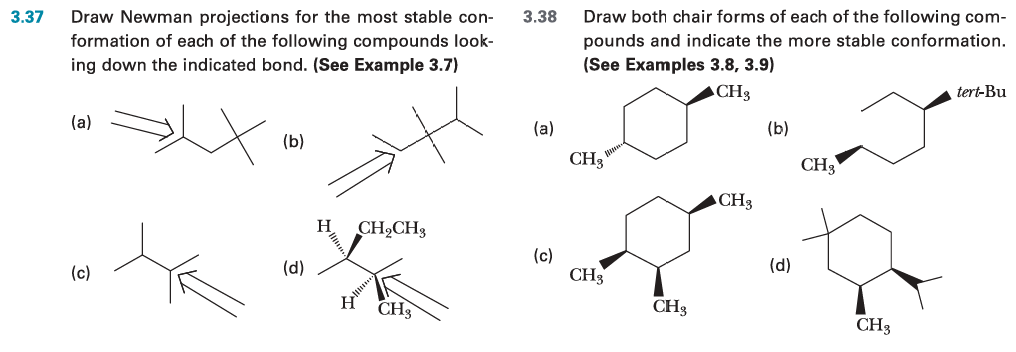 3.37 Draw Newman projections for the most stable con-
formation of each of the following compounds look-
ing down the indicated bond. (See Example 3.7)
(a)
(b)
(c)
(d)
H
CH₂CH₃
H
CH₃
3.38 Draw both chair forms of each of the following com-
pounds and indicate the more stable conformation.
(See Examples 3.8, 3.9)
(a)
CH₃
CH₃
(b)
tert-Bu
CH₃
(c)
CH₃
CH₃
CH₃
(d)
CH₃